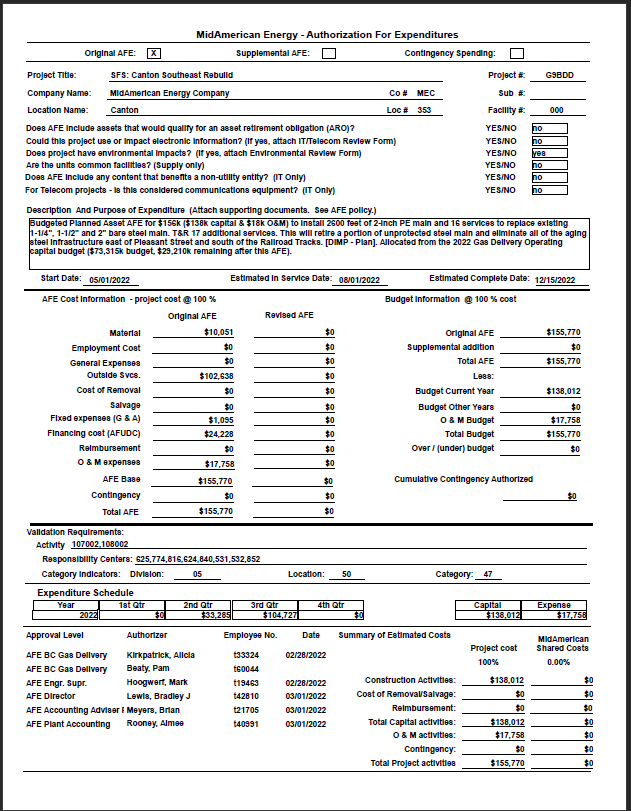 MidAmerican Energy - Authorization For Expenditures
Original AFE: X Supplemental AFE: Contingency Spending:
Project Title: SFS: Canton Southeast Rebuild Project #: G9BDD
Company Name: MidAmerican Energy Company Co # MEC Sub #:
Location Name: Canton Loc # 353 Facility #: 000
Does AFE include assets that would qualify for an asset retirement obligation (ARO)? YES/NO no
Could this project use or impact electronic information? (If yes, attach IT/Telecom Review Form) YES/NO no
Does project have environmental impacts? (If yes, attach Environmental Review Form) YES/NO yes
Are the units common facilities? (Supply only) YES/NO no
Does AFE include any content that benefits a non-utility entity? (IT Only) YES/NO no
For Telecom projects - is this considered communications equipment? (IT Only) YES/NO no
Description And Purpose of Expenditure (Attach supporting documents. See AFE policy.)
Budgeted Planned Asset AFE for $156k ($138k capital & $18k O&M) to install 2600 feet of 2-inch PE main and 16 services to replace existing
1-1/4", 1-1/2" and 2" bare steel main. T&R 17 additional services. This will retire a portion of unprotected steel main and eliminate all of the aging
steel infrastructure east of Pleasant Street and south of the Railroad Tracks. [DIMP - Plan]. Allocated from the 2022 Gas Delivery Operating
capital budget ($73,315k budget, $29,210k remaining after this AFE).
Start Date: 05/01/2022 Estimated In Service Date: 08/01/2022 Estimated Complete Date: 12/15/2022
AFE Cost Information - project cost @ 100 % Budget Information @ 100 % cost
Original AFE Revised AFE
Material $10,051 $0 Original AFE $155,770
Employment Cost $0 $0 Supplemental addition $0
General Expenses $0 $0 Total AFE $155,770
Outside Svcs. $102,638 $0 Less:
Cost of Removal $0 $0 Budget Current Year $138,012
Salvage $0 $0 Budget Other Years $0
Fixed expenses (G & A) $1,095 $0 O & M Budget $17,758
Financing cost (AFUDC) $24,228 $0 Total Budget $155,770
Reimbursement $0 $0 Over / (under) budget $0
O & M expenses $17,758 $0
AFE Base $155,770 $0 Cumulative Contingency Authorized
Contingency $0 $0 $0
Total AFE $155,770 $0
Validation Requirements:
Activity 107002,108002
Responsibility Centers: 625,774,816,624,840,531,532,852
Category Indicators: Division: 05 Location: 50 Category: 47
Expenditure Schedule
Year 1st Qtr 2nd Qtr 3rd Qtr 4th Qtr Capital Expense
2022 $0 $33,285 $104,727 $0 $138,012 $17,758
Approval Level Authorizer Employee No. Date Summary of Estimated Costs MidAmerican
Project cost Shared Costs
100% 0.00%
AFE BC Gas Delivery Kirkpatrick, Alicia t33324 02/28/2022
AFE BC Gas Delivery Beaty, Pam t60044
AFE Engr. Supr. Hoogwerf, Mark t19463 02/28/2022 Construction Activities: $138,012 $0
AFE Director Lewis, Bradley J t42810 03/01/2022 Cost of Removal/Salvage: $0 $0
AFE Accounting Adviser F Meyers, Brian t21705 03/01/2022 Reimbursement: $0 $0
AFE Plant Accounting Rooney, Aimee t40991 03/01/2022 Total Capital activities: $138,012 $0
O & M activities: $17,758 $0
Contingency: $0 $0
Total Project activities $155,770 $0